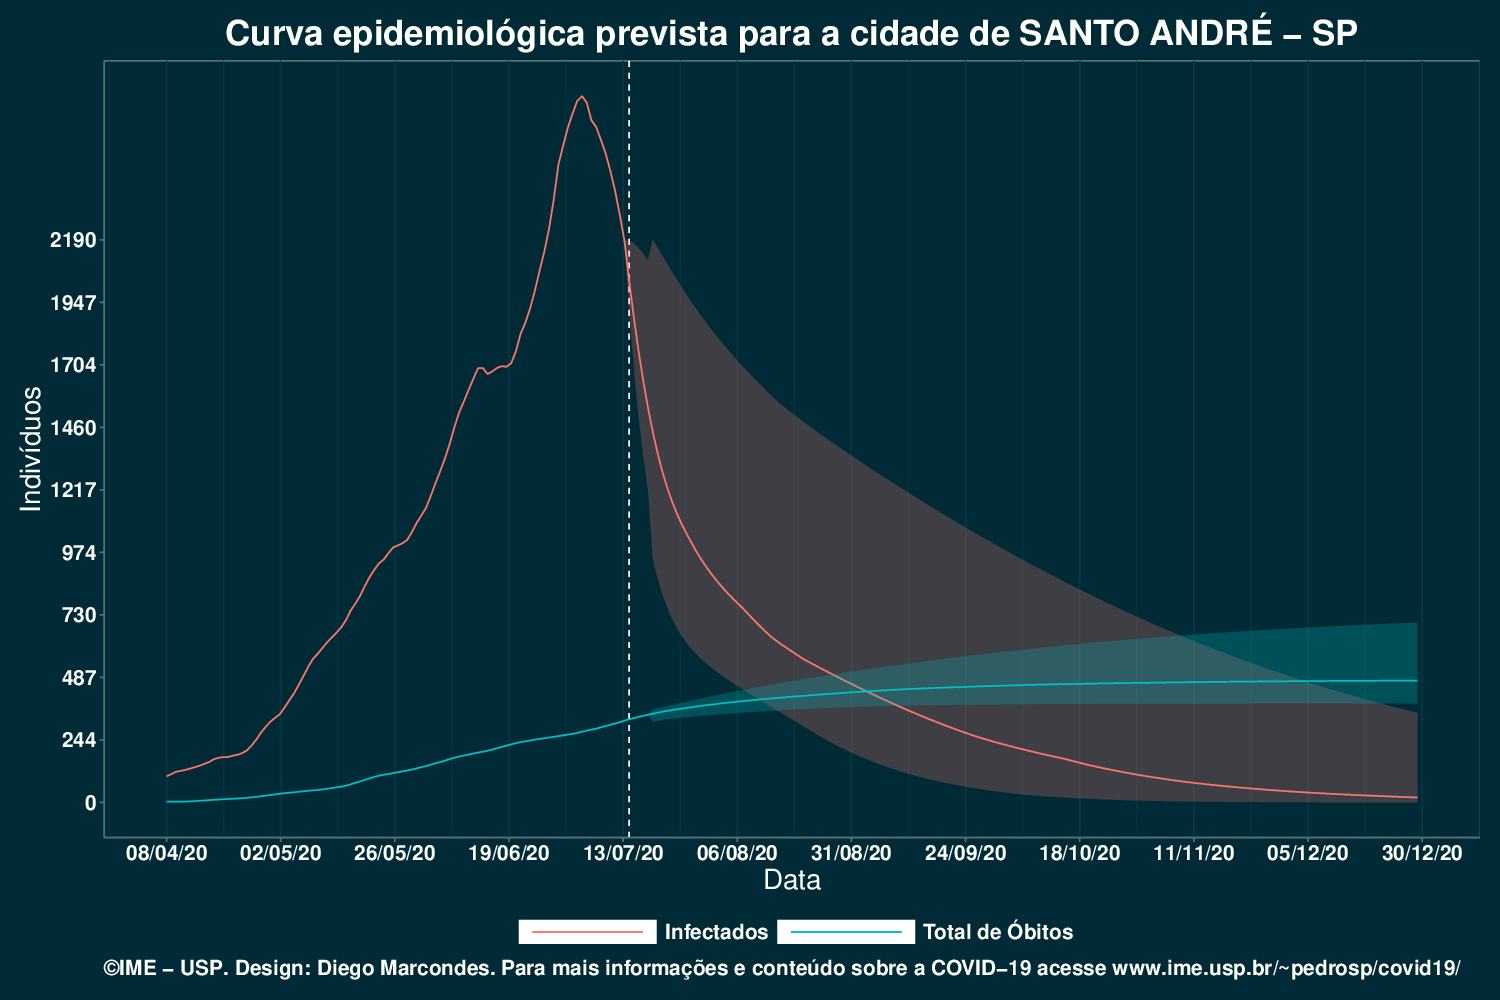 Curva epidemiológica prevista para a cidade de SANTO ANDRÉ – SP
Indivíduos
2190
1947
1704
1460
1217
974
730
487
244
0
08/04/20 02/05/20 26/05/20 19/06/20 13/07/20 06/08/20 31/08/20 24/09/20 18/10/20 11/11/20 05/12/20 30/12/20
Data
Infectados Total de Óbitos
©IME – USP. Design: Diego Marcondes. Para mais informações e conteúdo sobre a COVID–19 acesse www.ime.usp.br/~pedrosp/covid19/